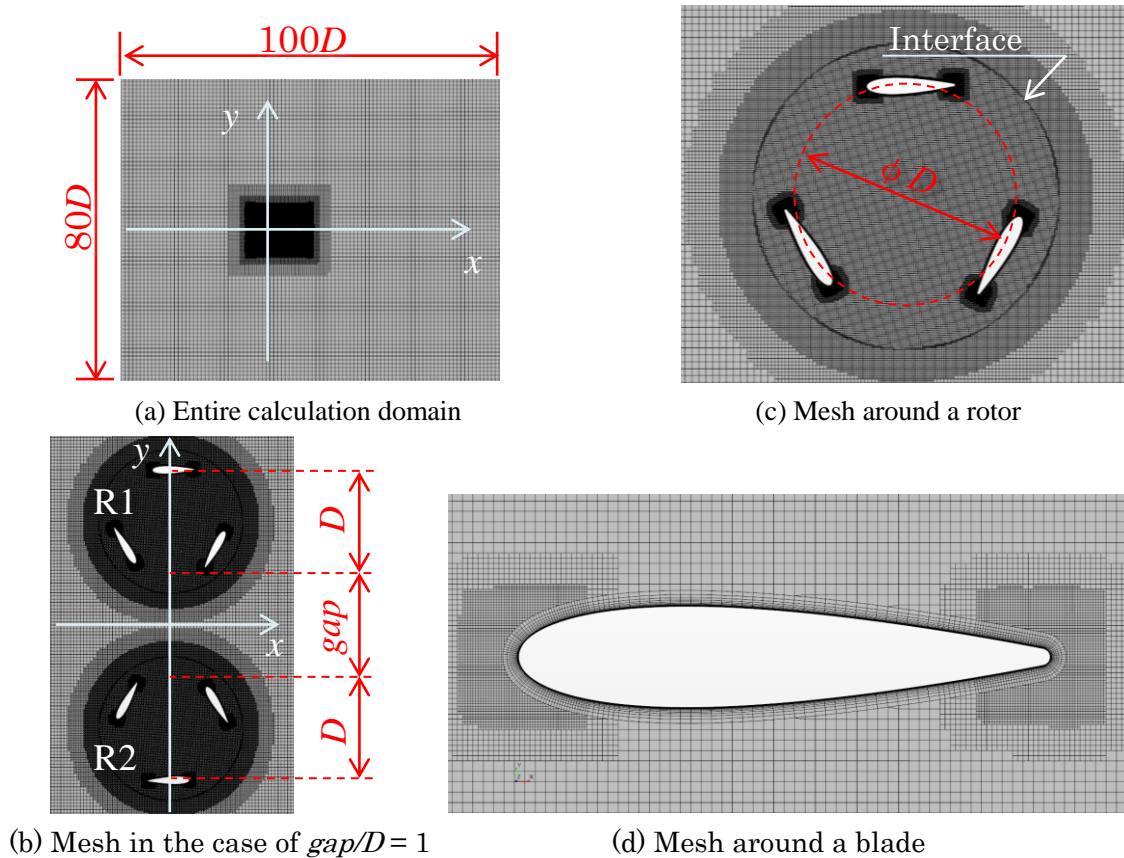 100D
80D
y
x
(a) Entire calculation domain
Interface
ϕ D
(c) Mesh around a rotor
y
R1
D
gap
x
D
R2
(b) Mesh in the case of gap/D = 1
(d) Mesh around a blade